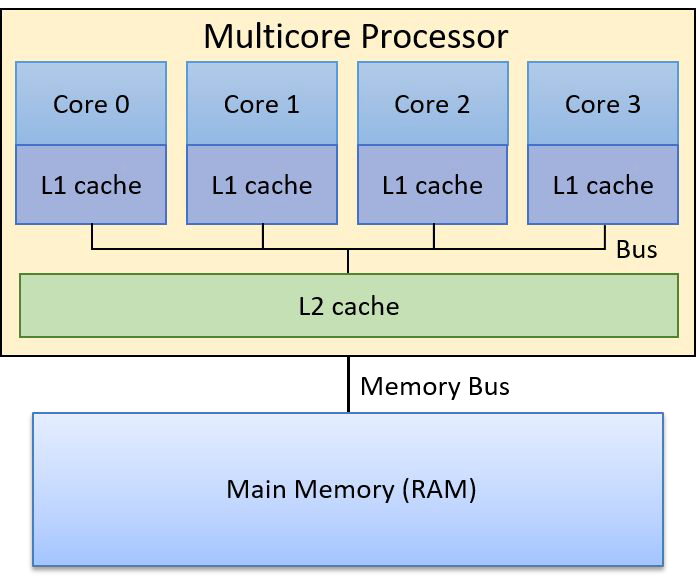 Multicore Processor
Core 0
Core 1
Core 2
Core 3
L1 cache
L1 cache
L1 cache
L1 cache
Bus
L2 cache
Memory Bus
Main Memory (RAM)